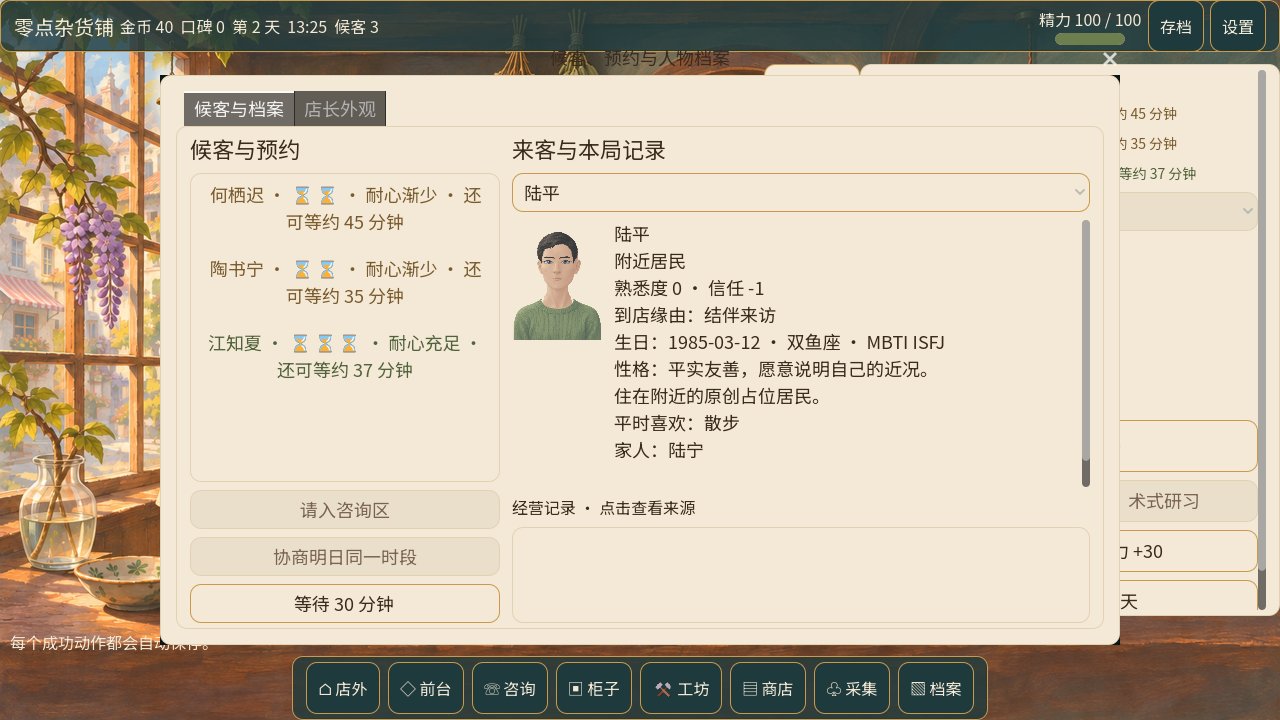 零点杂货铺 金币 40 口碑 0 第 2 天 13:25 候客 3
精力 100 / 100
存档
设置
预约与人物档案
×
候客与档案
店长外观
候客与预约
何栖迟 · ⏳⏳ · 耐心渐少 · 还
可等约 45 分钟
陶书宁 · ⏳⏳ · 耐心渐少 · 还
可等约 35 分钟
江知夏 · ⏳⏳⏳ · 耐心充足 ·
还可等约 37 分钟
请入咨询区
协商明日同一时段
等待 30 分钟
来客与本局记录
陆平
陆平
附近居民
熟悉度 0 · 信任 -1
到店缘由：结伴来访
生日：1985-03-12 · 双鱼座 · MBTI ISFJ
性格：平实友善，愿意说明自己的近况。
住在附近的原创占位居民。
平时喜欢：散步
家人：陆宁
经营记录 · 点击查看来源
约 45 分钟
约 35 分钟
等约 37 分钟
术式研习
力 +30
天
每个成功动作都会自动保存。
店外
前台
咨询
柜子
工坊
商店
采集
档案